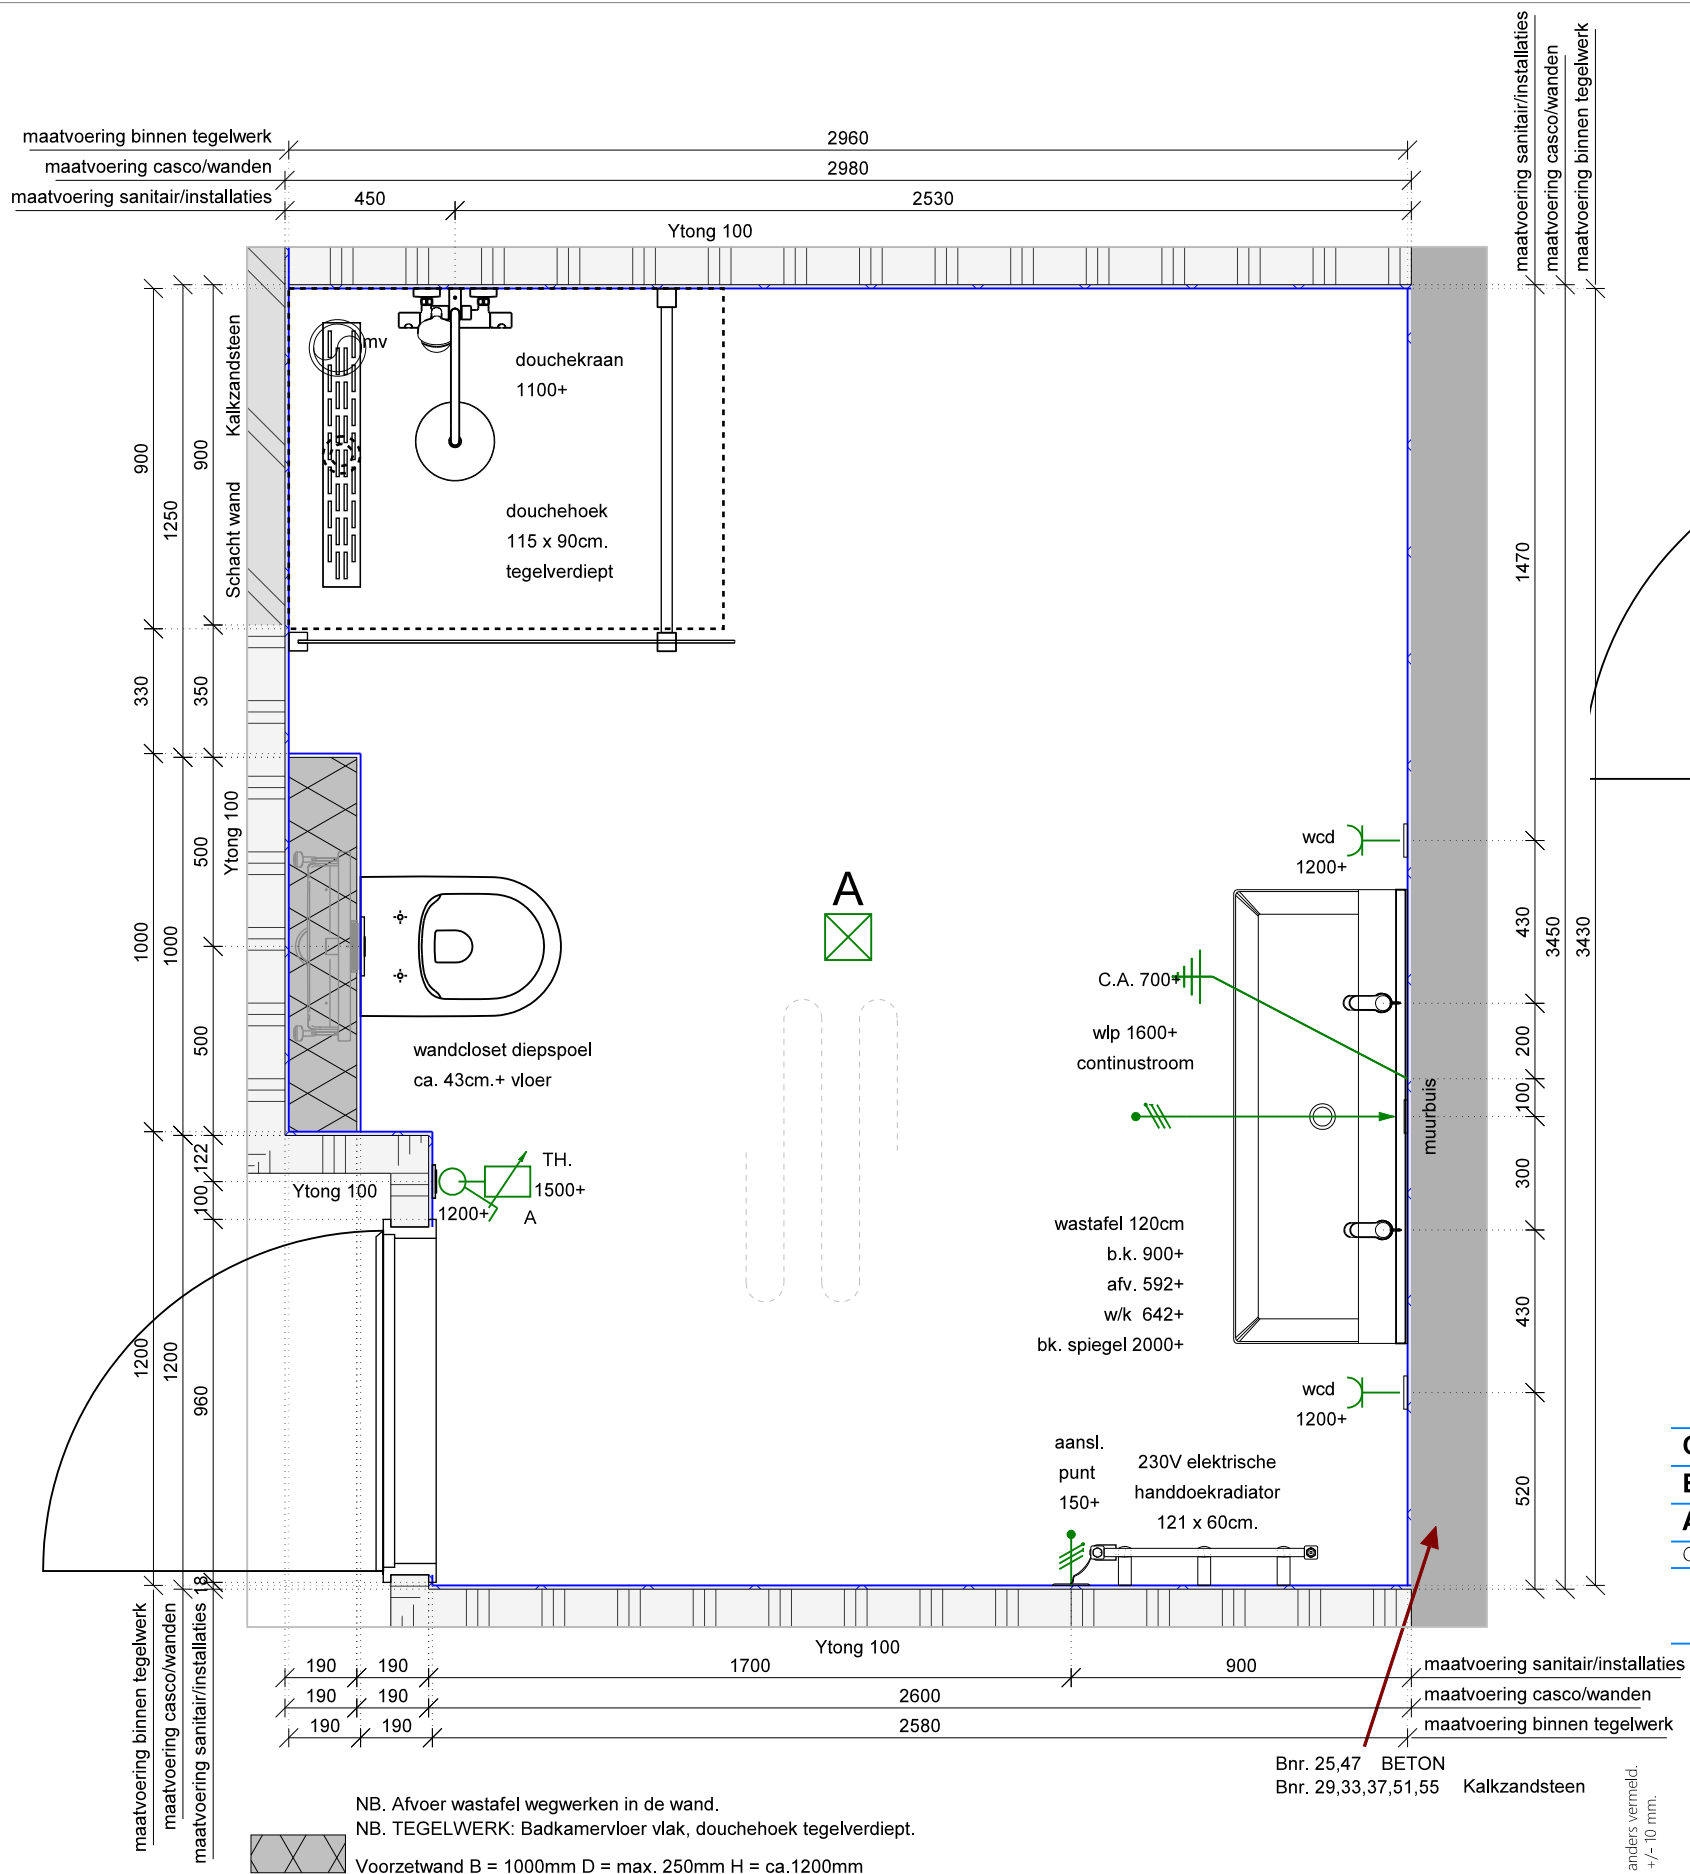 maatvoering binnen tegelwerk
2960
maatvoering casco/wanden
2980
maatvoering sanitair/installaties
450
2530
Ytong 100
maatvoering sanitair/installaties
maatvoering casco/wanden
maatvoering binnen tegelwerk
Kalkzandsteen
Schacht wand
mv
douchekraan
1100+
douchehoek
115 x 90cm.
tegelverdiept
900
1250
900
330
350
1000
1000
500
500
Ytong 100
1470
430
3450
3430
200
100
300
430
520
wcd
1200+
A
C.A. 700+
wlp 1600+
continustroom
muurbuis
wandcloset diepspoel
ca. 43cm.+ vloer
122
100
Ytong 100
TH.
1500+
1200+
A
wastafel 120cm
b.k. 900+
afv. 592+
w/k 642+
bk. spiegel 2000+
1200
1200
960
18
wcd
1200+
aansl.
punt
150+
230V elektrische
handdoekradiator
121 x 60cm.
Ytong 100
190
190
1700
900
maatvoering sanitair/installaties
190
190
2600
maatvoering casco/wanden
190
190
2580
maatvoering binnen tegelwerk
maatvoering binnen tegelwerk
maatvoering casco/wanden
maatvoering sanitair/installaties
Bnr. 25,47 BETON
Bnr. 29,33,37,51,55 Kalkzandsteen
NB. Afvoer wastafel wegwerken in de wand.
NB. TEGELWERK: Badkamervloer vlak, douchehoek tegelverdiept.
Voorzetwand B = 1000mm D = max. 250mm H = ca.1200mm
anders vermeld.
+/- 10 mm.